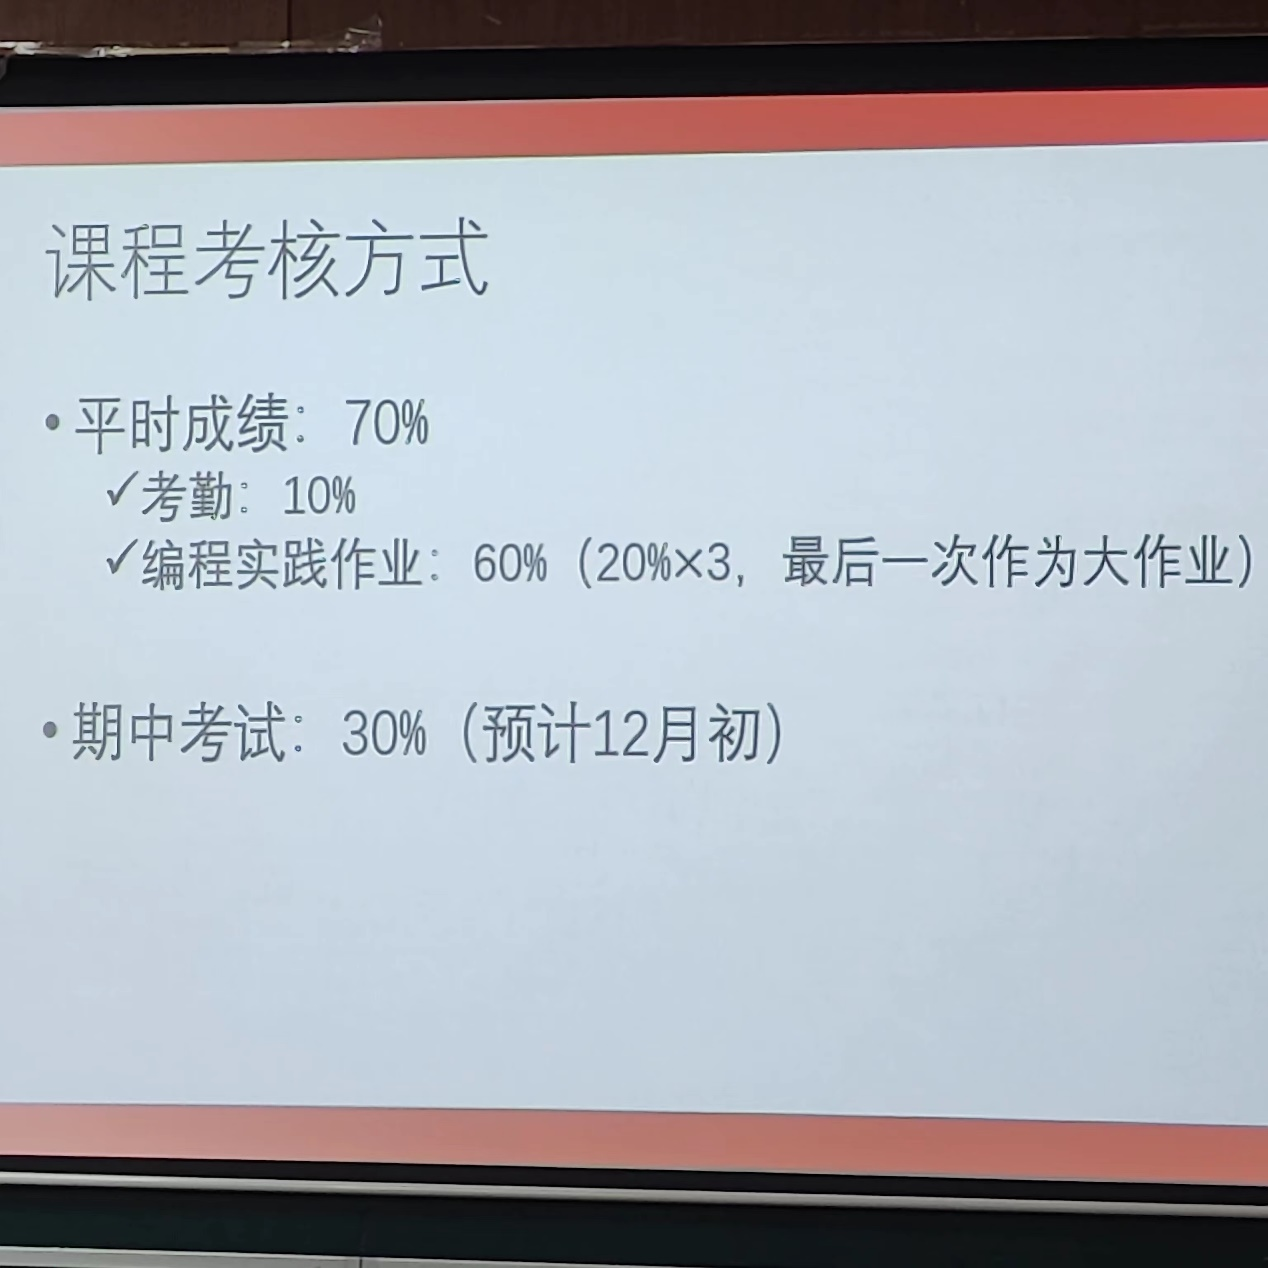 课程考核方式
• 平时成绩：70%
✓考勤：10%
✓编程实践作业：60%（20%×3，最后一次作为大作业）
• 期中考试：30%（预计12月初）